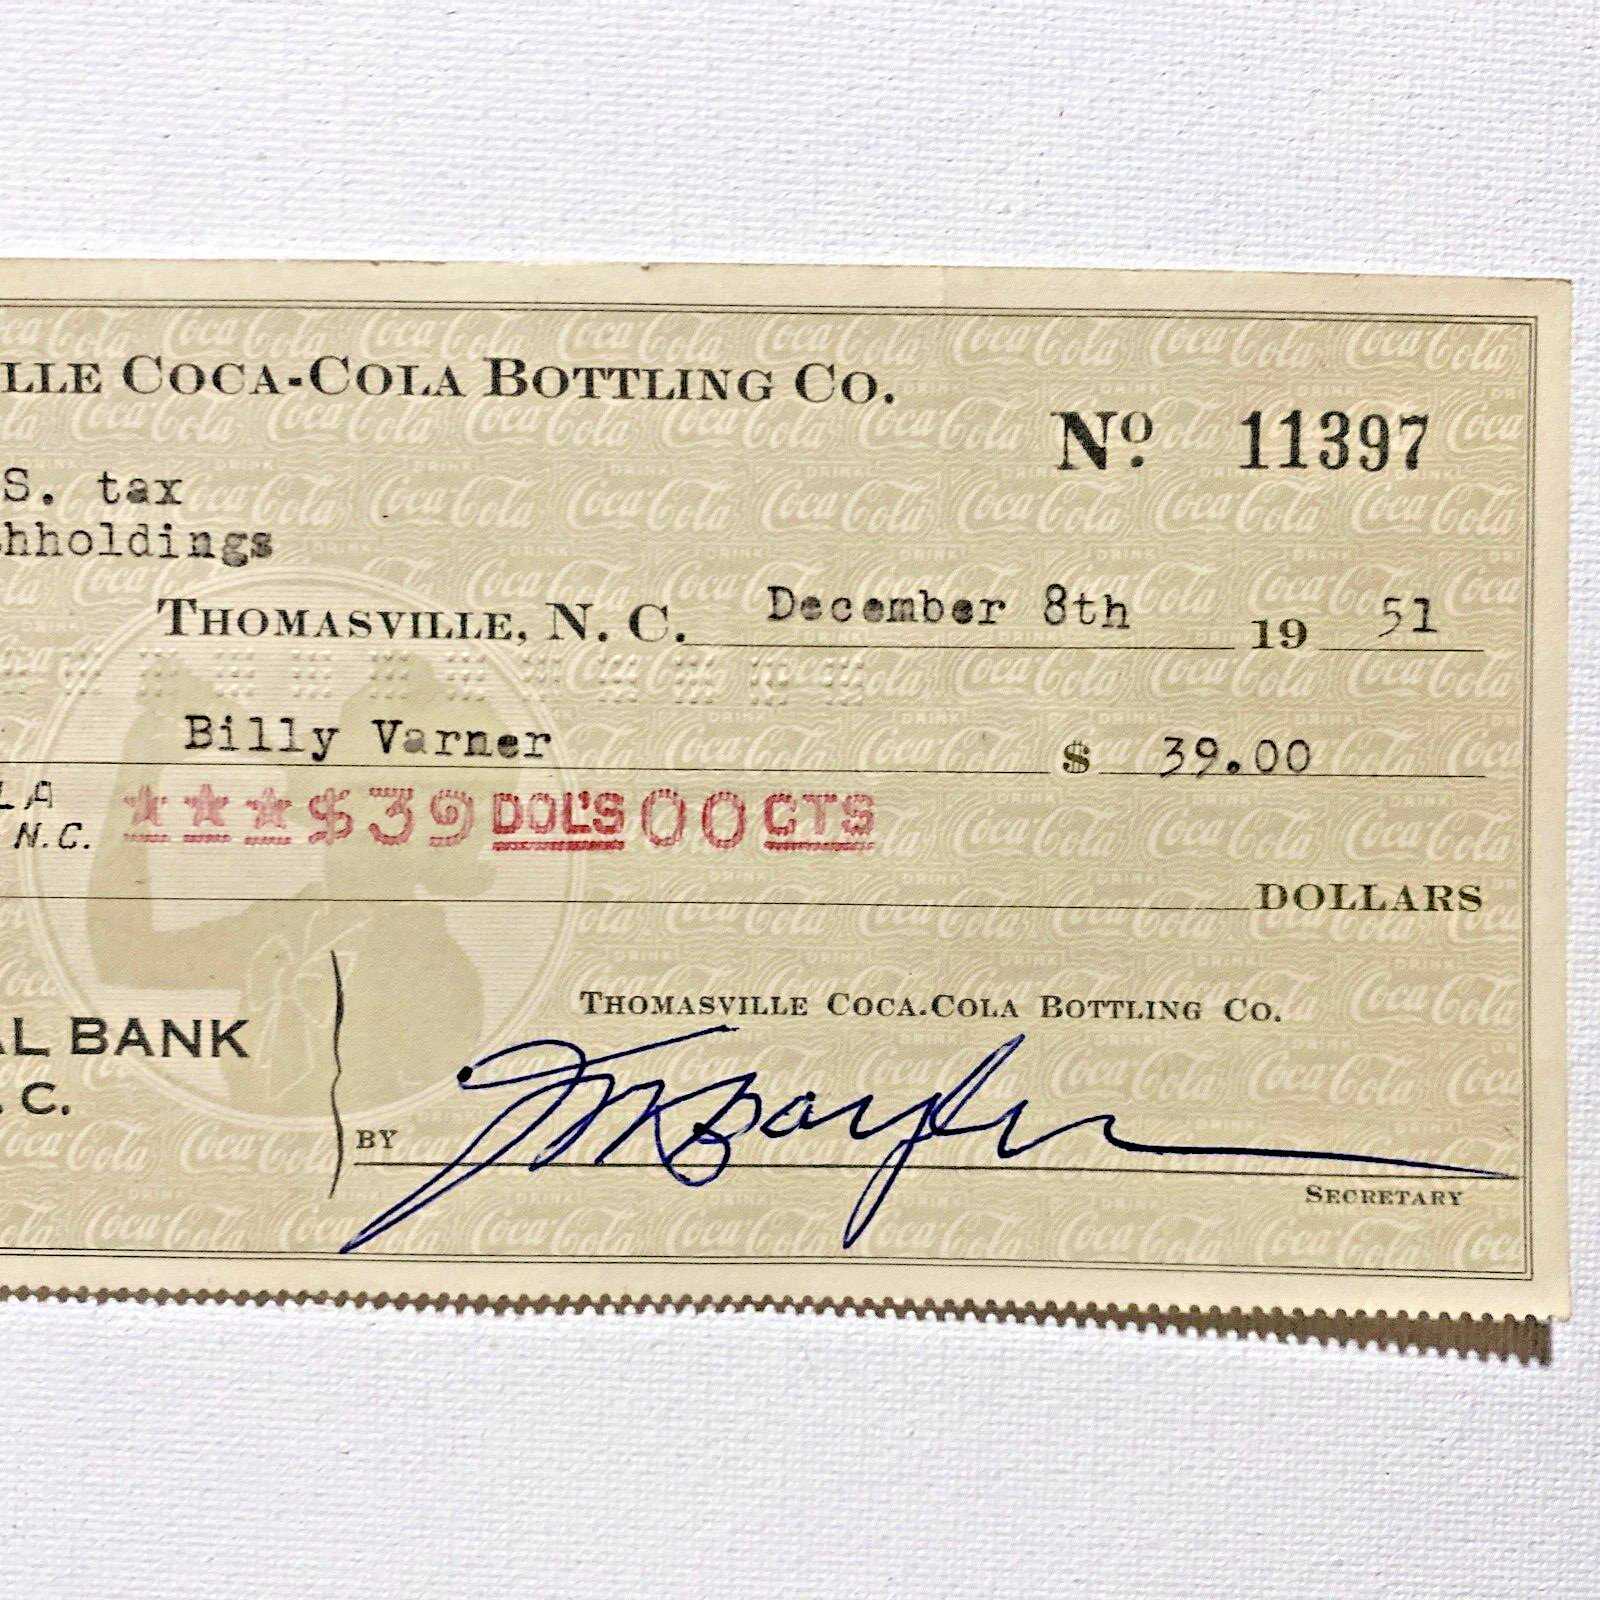 LLE COCA-COLA BOTTLING CO.
Nº. 11397
S. tax
hholdings
THOMASVILLE, N. C. December 8th 19 51
Billy Varner $ 39.00
LA
N.C.
***$39 DOL'S 00 CTS
DOLLARS
AL BANK
. C.
THOMASVILLE COCA-COLA BOTTLING CO.
BY
SECRETARY